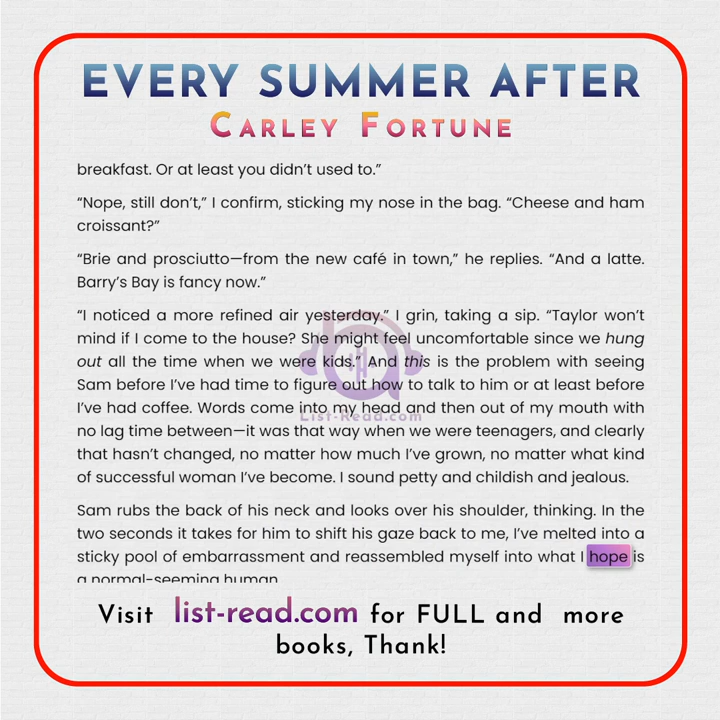 EVERY SUMMER AFTER
CARLEY FORTUNE
breakfast. Or at least you didn’t used to.”
“Nope, still don’t,” I confirm, sticking my nose in the bag. “Cheese and ham
croissant?”
“Brie and prosciutto—from the new café in town,” he replies. “And a latte.
Barry’s Bay is fancy now.”
“I noticed a more refined air yesterday.” I grin, taking a sip. “Taylor won’t
mind if I come to the house? She might feel uncomfortable since we hung
out all the time when we were kids.” And this is the problem with seeing
Sam before I’ve had time to figure out how to talk to him or at least before
I’ve had coffee. Words come into my head and then out of my mouth with
List-Read.com
no lag time between—it was that way when we were teenagers, and clearly
that hasn’t changed, no matter how much I’ve grown, no matter what kind
of successful woman I’ve become. I sound petty and childish and jealous.
Sam rubs the back of his neck and looks over his shoulder, thinking. In the
two seconds it takes for him to shift his gaze back to me, I’ve melted into a
sticky pool of embarrassment and reassembled myself into what I hope is
a normal-seeming human
Visit list-read.com for FULL and more
books, Thank!